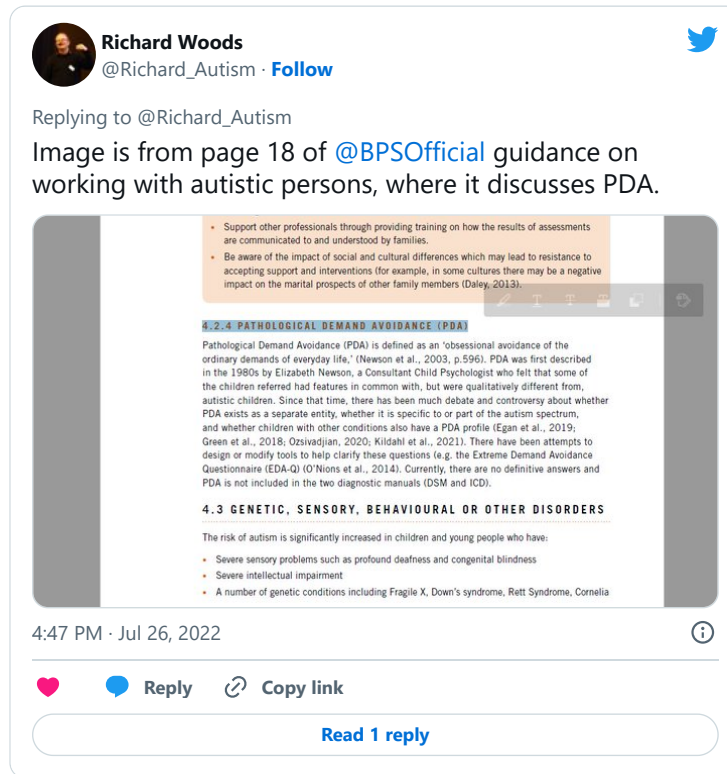 Richard Woods
@Richard_Autism · Follow
Replying to @Richard_Autism
Image is from page 18 of @BPSOfficial guidance on
working with autistic persons, where it discusses PDA.
• Support other professionals through providing training on how the results of assessments
are communicated to and understood by families.
• Be aware of the impact of social and cultural differences which may lead to resistance to
accepting support and interventions (for example, in some cultures there may be a negative
impact on the marital prospects of other family members (Daley, 2013).
4.2.4 PATHOLOGICAL DEMAND AVOIDANCE (PDA)
Pathological Demand Avoidance (PDA) is defined as an ‘obsessional avoidance of the
ordinary demands of everyday life,’ (Newson et al., 2003, p.596). PDA was first described
in the 1980s by Elizabeth Newson, a Consultant Child Psychologist who felt that some of
the children referred had features in common with, but were qualitatively different from,
autistic children. Since that time, there has been much debate and controversy about whether
PDA exists as a separate entity, whether it is specific to or part of the autism spectrum,
and whether children with other conditions also have a PDA profile (Egan et al., 2019;
Green et al., 2018; Ozsivadjian, 2020; Kildahl et al., 2021). There have been attempts to
design or modify tools to help clarify these questions (e.g. the Extreme Demand Avoidance
Questionnaire (EDA-Q) (O'Nions et al., 2014). Currently, there are no definitive answers and
PDA is not included in the two diagnostic manuals (DSM and ICD).
4.3 GENETIC, SENSORY, BEHAVIOURAL OR OTHER DISORDERS
The risk of autism is significantly increased in children and young people who have:
• Severe sensory problems such as profound deafness and congenital blindness
• Severe intellectual impairment
• A number of genetic conditions including Fragile X, Down's syndrome, Rett Syndrome, Cornelia
4:47 PM · Jul 26, 2022
Reply
Copy link
Read 1 reply